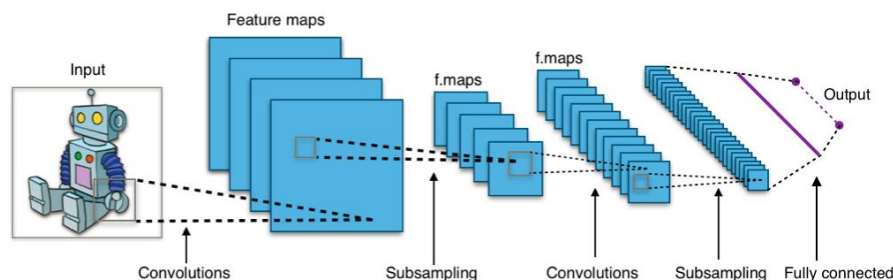 Feature maps
Input
f.maps
f.maps
Output
Convolutions
Subsampling
Convolutions
Subsampling
Fully connected